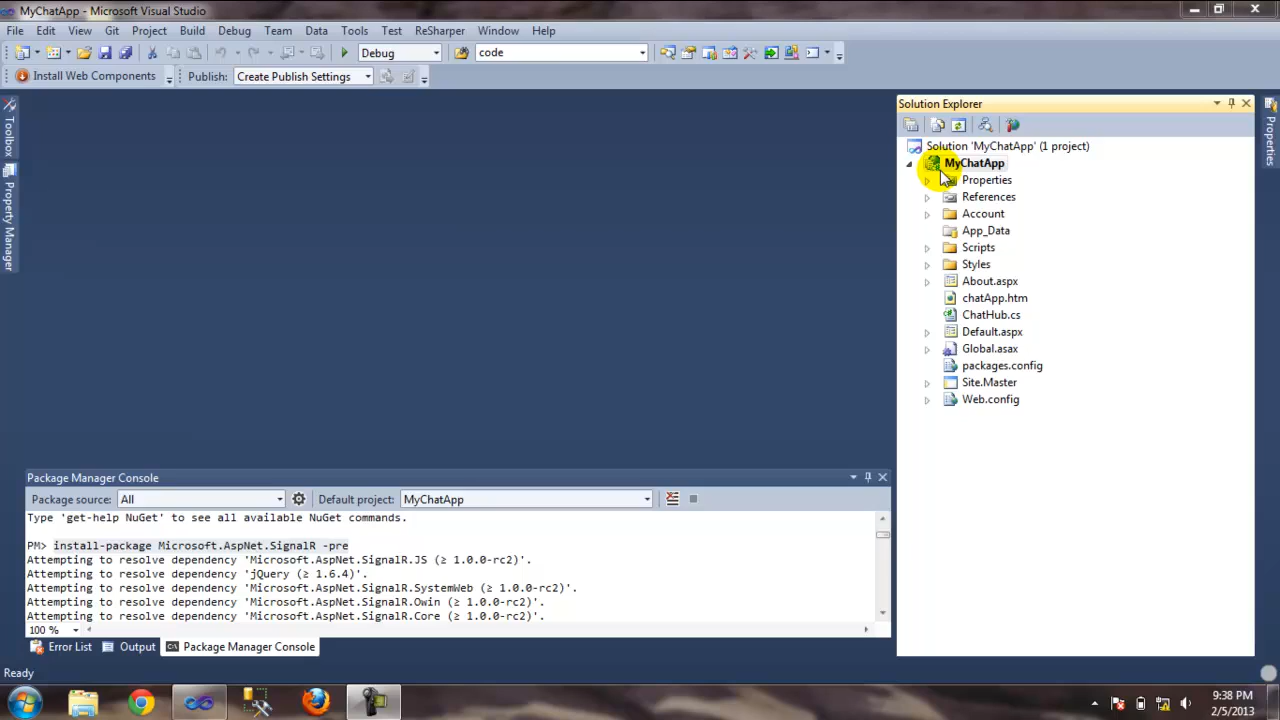 MyChatApp - Microsoft Visual Studio
File Edit View Git Project Build Debug Team Data Tools Test ReSharper Window Help
Debug code
Install Web Components Publish: Create Publish Settings
Toolbox
Property Manager
Solution Explorer
Solution 'MyChatApp' (1 project)
MyChatApp
Properties
References
Account
App_Data
Scripts
Styles
About.aspx
chatApp.htm
ChatHub.cs
Default.aspx
Global.asax
packages.config
Site.Master
Web.config
Properties
Package Manager Console
Package source: All Default project: MyChatApp
Type 'get-help NuGet' to see all available NuGet commands.
PM> install-package Microsoft.AspNet.SignalR -pre
Attempting to resolve dependency 'Microsoft.AspNet.SignalR.JS (≥ 1.0.0-rc2)'.
Attempting to resolve dependency 'jQuery (≥ 1.6.4)'.
Attempting to resolve dependency 'Microsoft.AspNet.SignalR.SystemWeb (≥ 1.0.0-rc2)'.
Attempting to resolve dependency 'Microsoft.AspNet.SignalR.Owin (≥ 1.0.0-rc2)'.
Attempting to resolve dependency 'Microsoft.AspNet.SignalR.Core (≥ 1.0.0-rc2)'.
100 %
Error List Output Package Manager Console
Ready
9:38 PM
2/5/2013